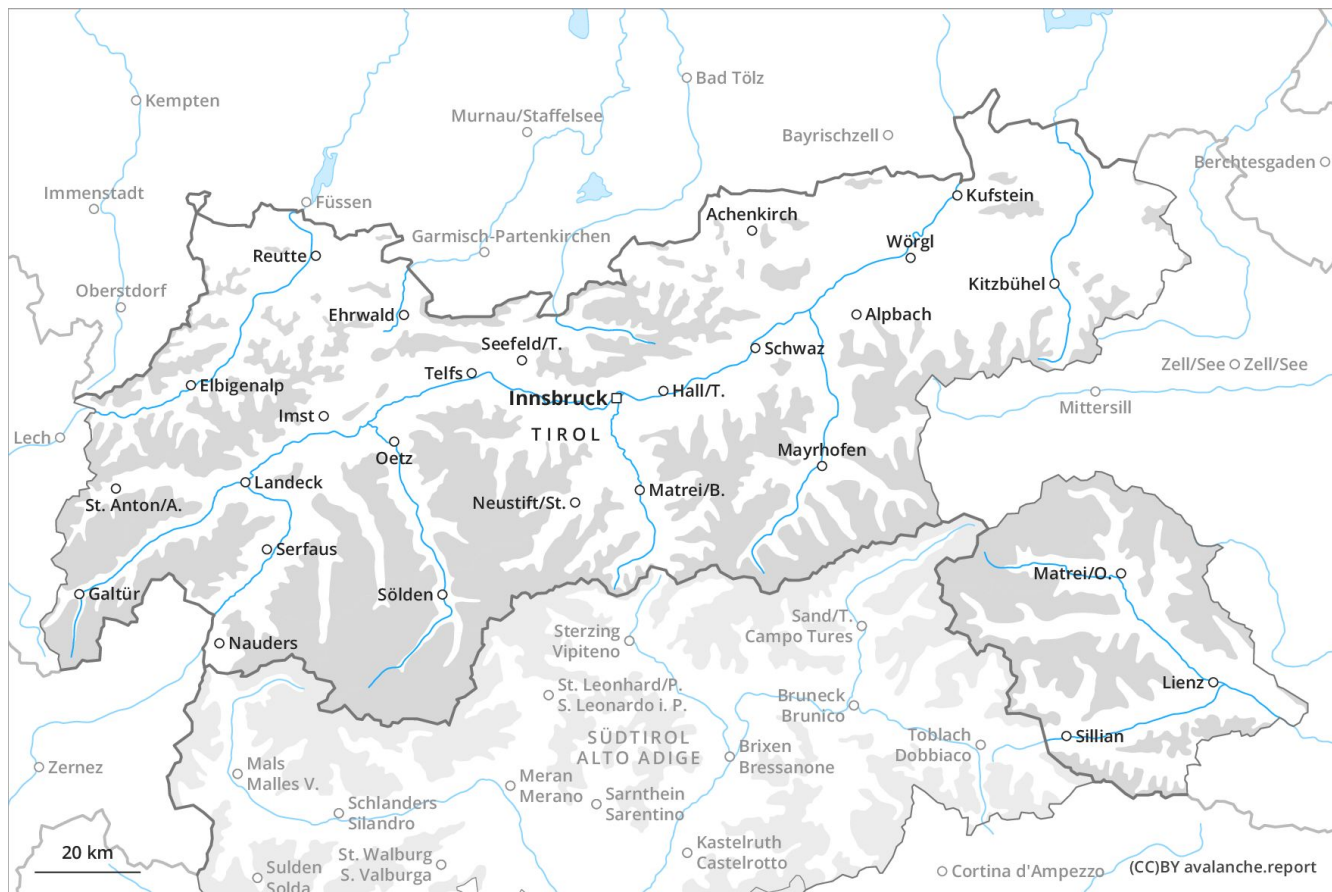 Kempten
Bad Tölz
Murnau/Staffelsee
Bayrischzell
Berchtesgaden
Immenstadt
Füssen
Kufstein
Achenkirch
Garmisch-Partenkirchen
Reutte
Wörgl
Oberstdorf
Kitzbühel
Ehrwald
Alpbach
Seefeld/T.
Schwaz
Zell/See
Zell/See
Telfs
Elbigenalp
Hall/T.
Innsbruck
Mittersill
Imst
TIROL
Lech
Oetz
Mayrhofen
Landeck
Matrei/B.
St. Anton/A.
Neustift/St.
Serfaus
Matrei/O.
Galtür
Sölden
Sand/T.
Campo Tures
Sterzing
Vipiteno
Nauders
Lienz
St. Leonhard/P.
S. Leonardo i. P.
Bruneck
Brunico
SÜDTIROL
ALTO ADIGE
Toblach
Dobbiaco
Sillian
Brixen
Bressanone
Zernez
Mals
Malles V.
Meran
Merano
Sarnthein
Sarentino
Schlanders
Silandro
Kastelruth
Castelrotto
20 km
St. Walburg
S. Valburga
Sulden
Solda
Cortina d'Ampezzo
(CC)BY avalanche.report